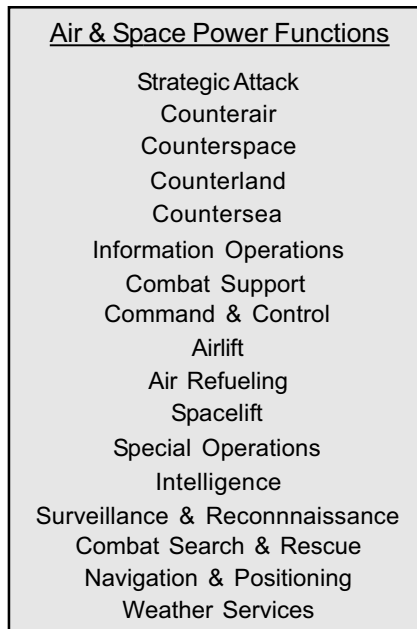 Air & Space Power Functions
Strategic Attack
Counterair
Counterspace
Counterland
Countersea
Information Operations
Combat Support
Command & Control
Airlift
Air Refueling
Spacelift
Special Operations
Intelligence
Surveillance & Reconnnaissance
Combat Search & Rescue
Navigation & Positioning
Weather Services